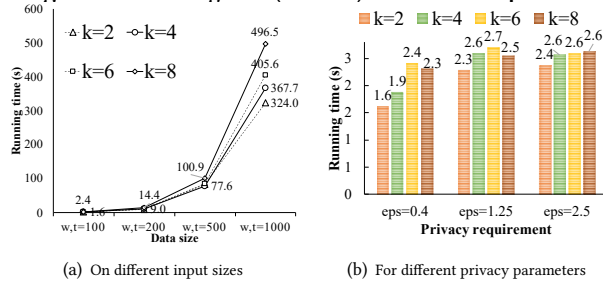 600
500
400
300
200
100
0
Running time (s)
k=2
k=4
k=6
k=8
496.5
405.6
367.7
324.0
100.9
77.6
14.4
9.0
2.4
1.6
w,t=100 w,t=200 w,t=500 w,t=1000
Data size
(a) On different input sizes
k=2 k=4 k=6 k=8
3
3
2
2
1
1
0
Running time (s)
1.6 1.9 2.4 2.3
2.3 2.6 2.7 2.5
2.4 2.6 2.6 2.6
eps=0.4 eps=1.25 eps=2.5
Privacy requirement
(b) For different privacy parameters